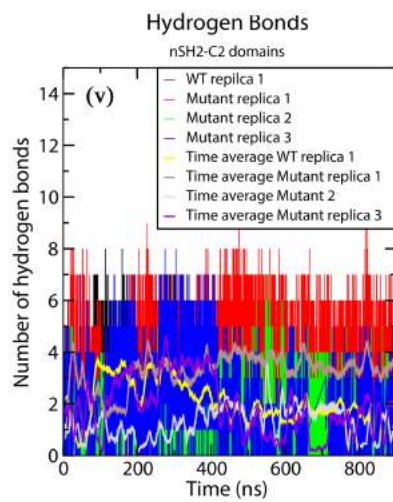 Hydrogen Bonds
nSH2-C2 domains
(v)
WT repilca 1
Mutant replica 1
Mutant replica 2
Mutant replica 3
Time average WT replica 1
Time average Mutant replica 1
Time average Mutant 2
Time average Mutant replica 3
Number of hydrogen bonds
14
12
10
8
6
4
2
0
0 200 400 600 800
Time (ns)